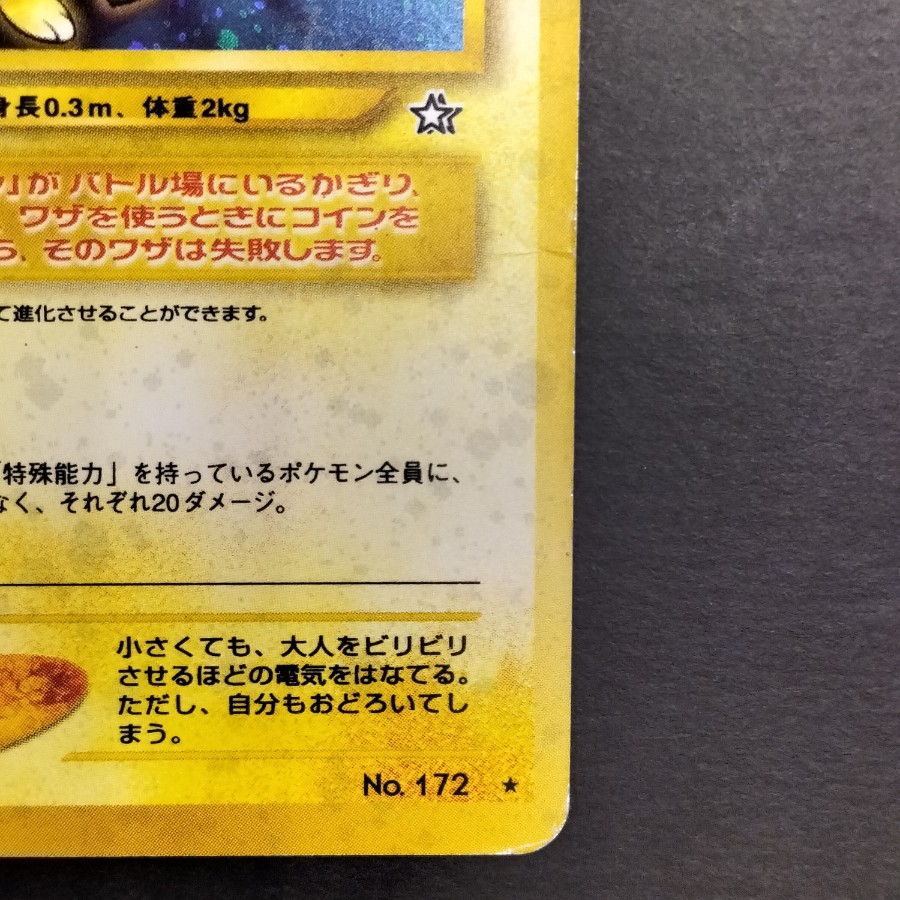 身長0.3m、体重2kg
」がバトル場にいるかぎり、
ワザを使うときにコインを
ら、そのワザは失敗します。
て進化させることができます。
「特殊能力」を持っているポケモン全員に、
なく、それぞれ20ダメージ。
小さくても、大人をビリビリ
させるほどの電気をはなてる。
ただし、自分もおどろいてし
まう。
No. 172 ★